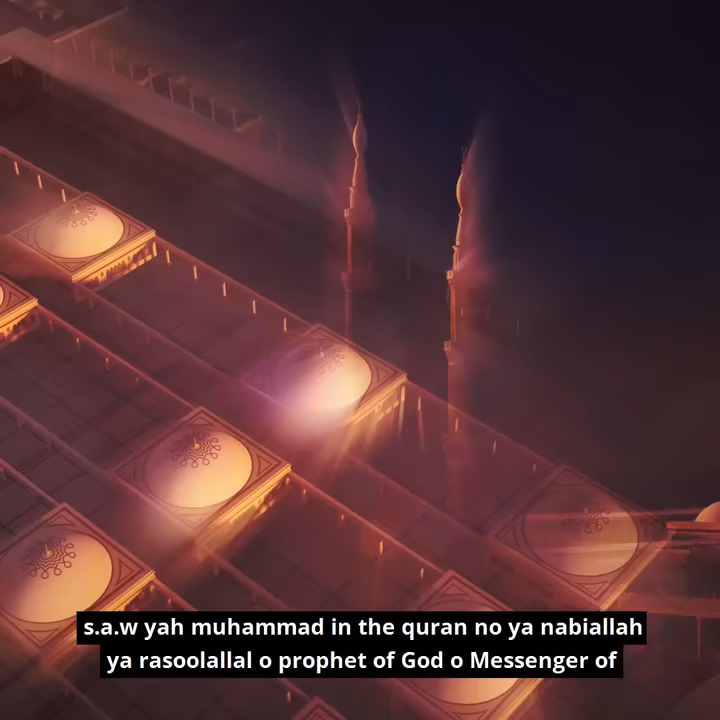 s.a.w yah muhammad in the quran no ya nabiallah
ya rasoolallal o prophet of God o Messenger of